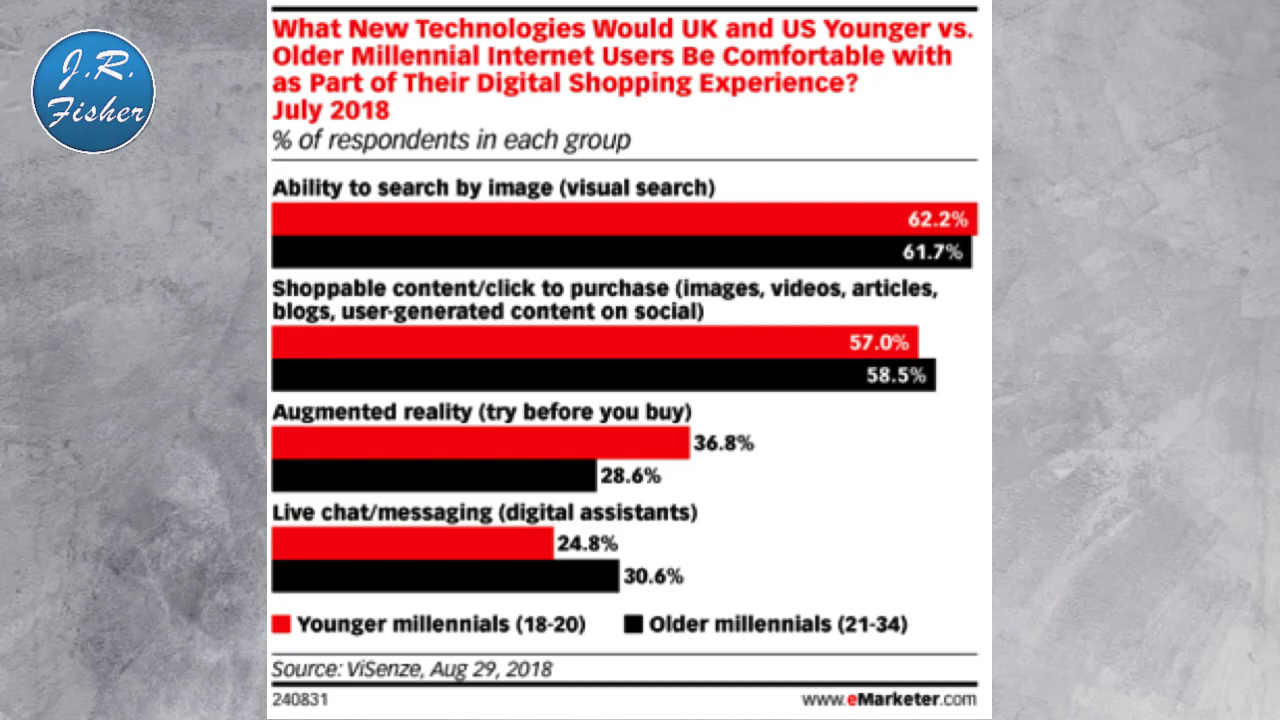 J.R.
Fisher
What New Technologies Would UK and US Younger vs.
Older Millennial Internet Users Be Comfortable with
as Part of Their Digital Shopping Experience?
July 2018
% of respondents in each group
Ability to search by image (visual search)
62.2%
61.7%
Shoppable content/click to purchase (images, videos, articles,
blogs, user-generated content on social)
57.0%
58.5%
Augmented reality (try before you buy)
36.8%
28.6%
Live chat/messaging (digital assistants)
24.8%
30.6%
Younger millennials (18-20) Older millennials (21-34)
Source: ViSenze, Aug 29, 2018
240831 www.eMarketer.com